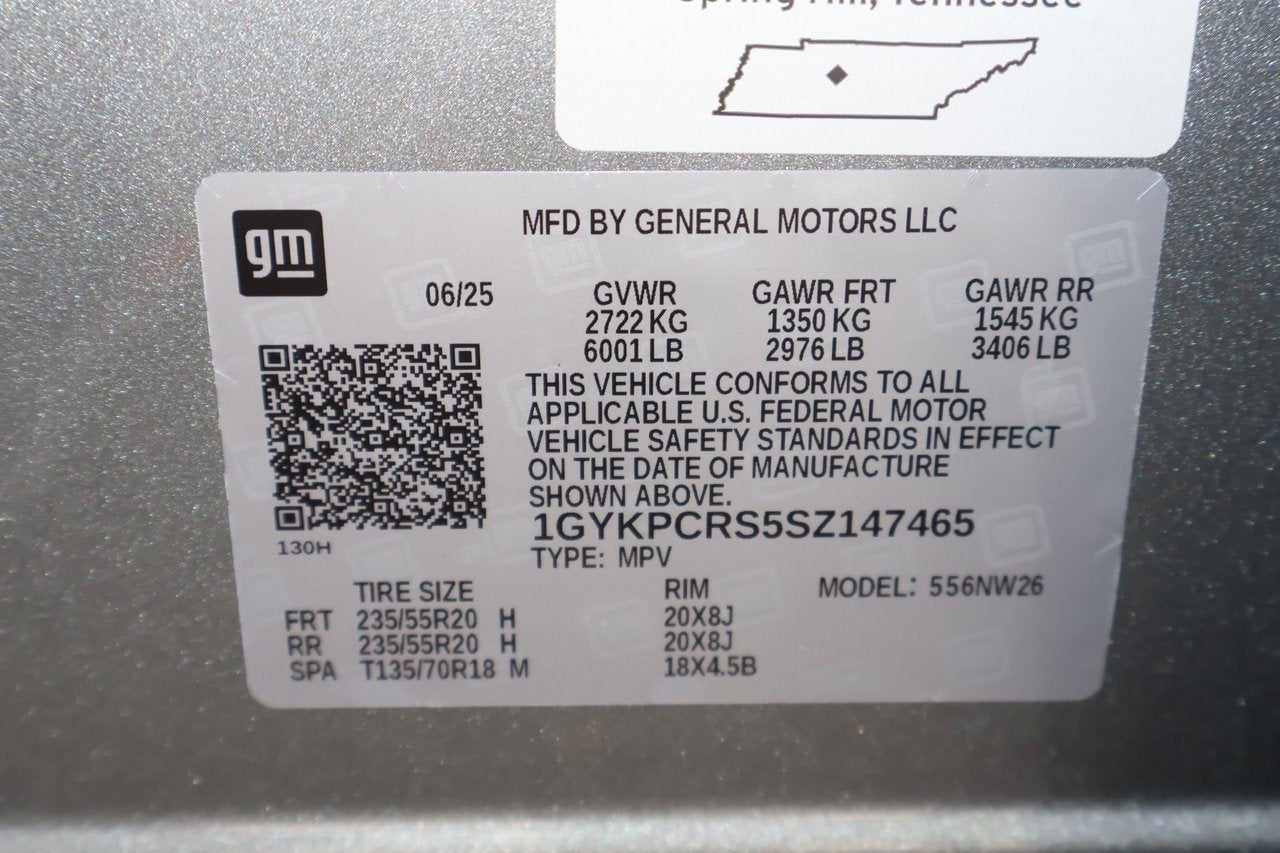 Spring Hill, Tennessee
gm
MFD BY GENERAL MOTORS LLC
06/25 GVWR GAWR FRT GAWR RR
2722 KG 1350 KG 1545 KG
6001 LB 2976 LB 3406 LB
THIS VEHICLE CONFORMS TO ALL
APPLICABLE U.S. FEDERAL MOTOR
VEHICLE SAFETY STANDARDS IN EFFECT
ON THE DATE OF MANUFACTURE
SHOWN ABOVE.
1GYKPCRS5SZ147465
130H
TYPE: MPV
TIRE SIZE RIM MODEL: 556NW26
FRT 235/55R20 H 20X8J
RR 235/55R20 H 20X8J
SPA T135/70R18 M 18X4.5B